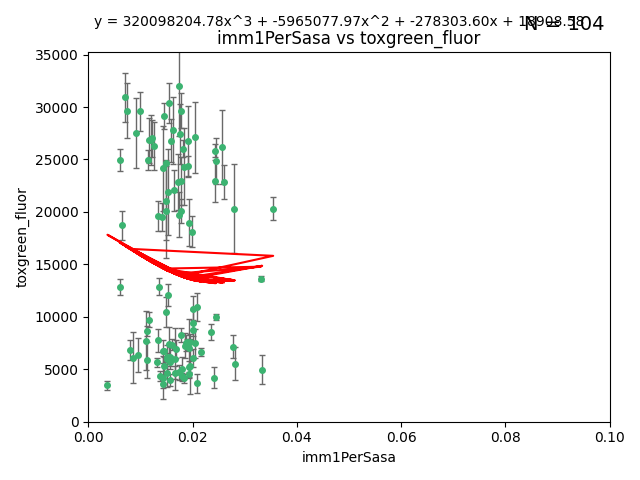 y = 320098204.78x^3 + -5965077.97x^2 + -278303.60x +
N = 104
imm1PerSasa vs toxgreen_fluor
35000
30000
25000
20000
15000
10000
5000
0
toxgreen_fluor
0.00 0.02 0.04 0.06 0.08 0.10
imm1PerSasa